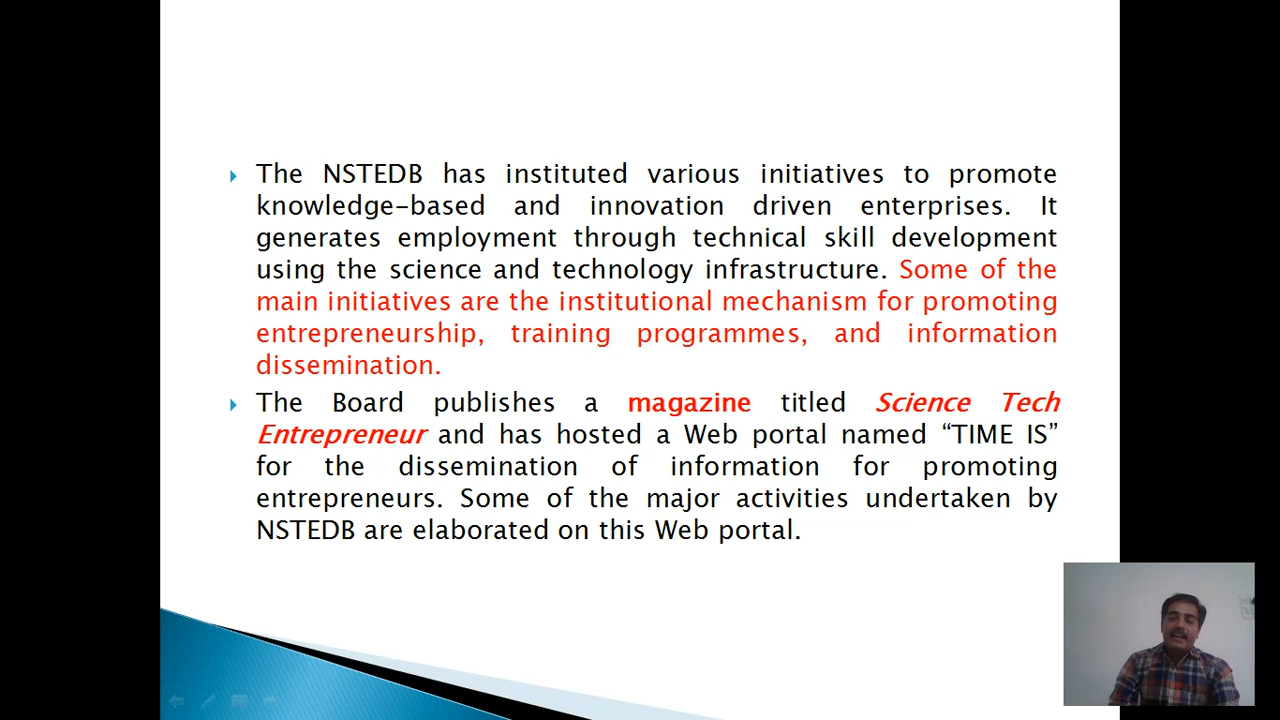 The NSTEDB has instituted various initiatives to promote
knowledge-based and innovation driven enterprises. It
generates employment through technical skill development
using the science and technology infrastructure. Some of the
main initiatives are the institutional mechanism for promoting
entrepreneurship, training programmes, and information
dissemination.
The Board publishes a magazine titled Science Tech
Entrepreneur and has hosted a Web portal named “TIME IS”
for the dissemination of information for promoting
entrepreneurs. Some of the major activities undertaken by
NSTEDB are elaborated on this Web portal.